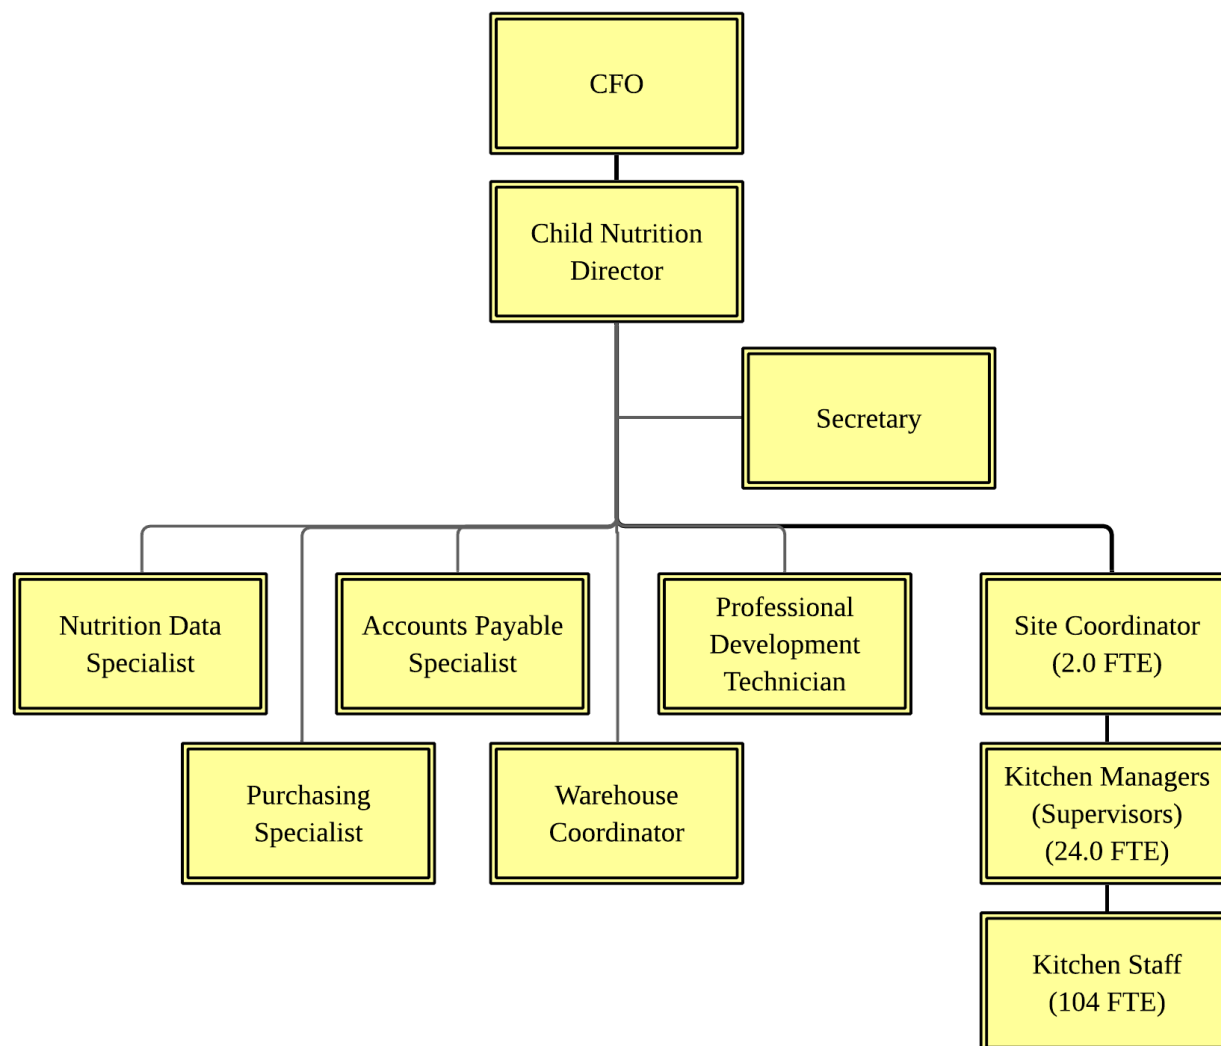 CFO
Child Nutrition
Director
Secretary
Nutrition Data
Specialist
Accounts Payable
Specialist
Professional
Development
Technician
Site Coordinator
(2.0 FTE)
Purchasing
Specialist
Warehouse
Coordinator
Kitchen Managers
(Supervisors)
(24.0 FTE)
Kitchen Staff
(104 FTE)